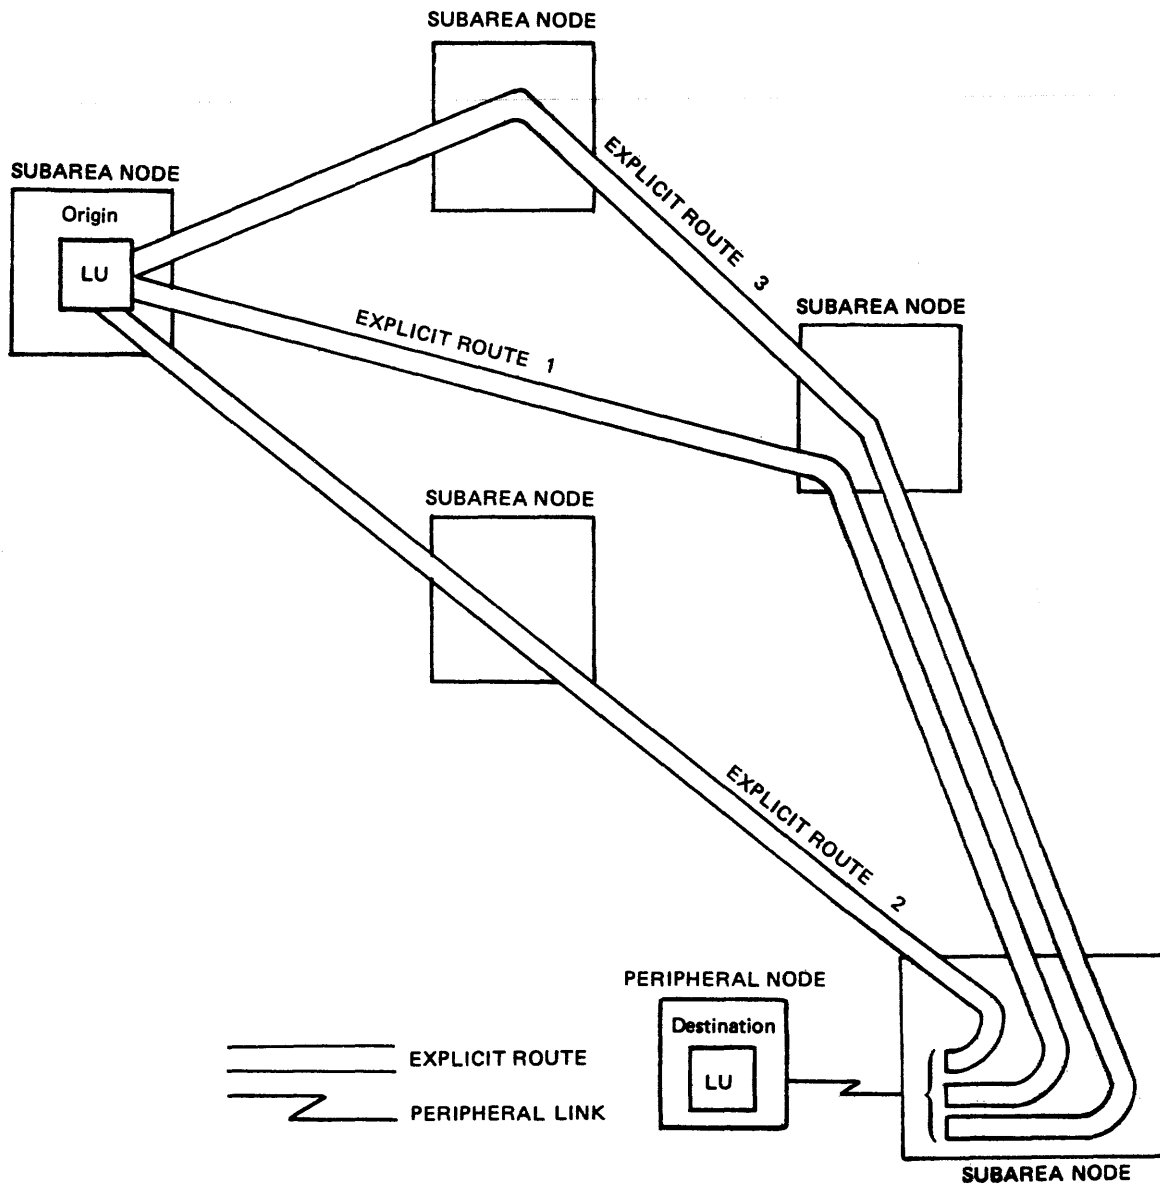 SUBAREA NODE
SUBAREA NODE
Origin
LU
EXPLICIT ROUTE 3
SUBAREA NODE
EXPLICIT ROUTE 1
SUBAREA NODE
EXPLICIT ROUTE 2
PERIPHERAL NODE
Destination
LU
EXPLICIT ROUTE
PERIPHERAL LINK
SUBAREA NODE